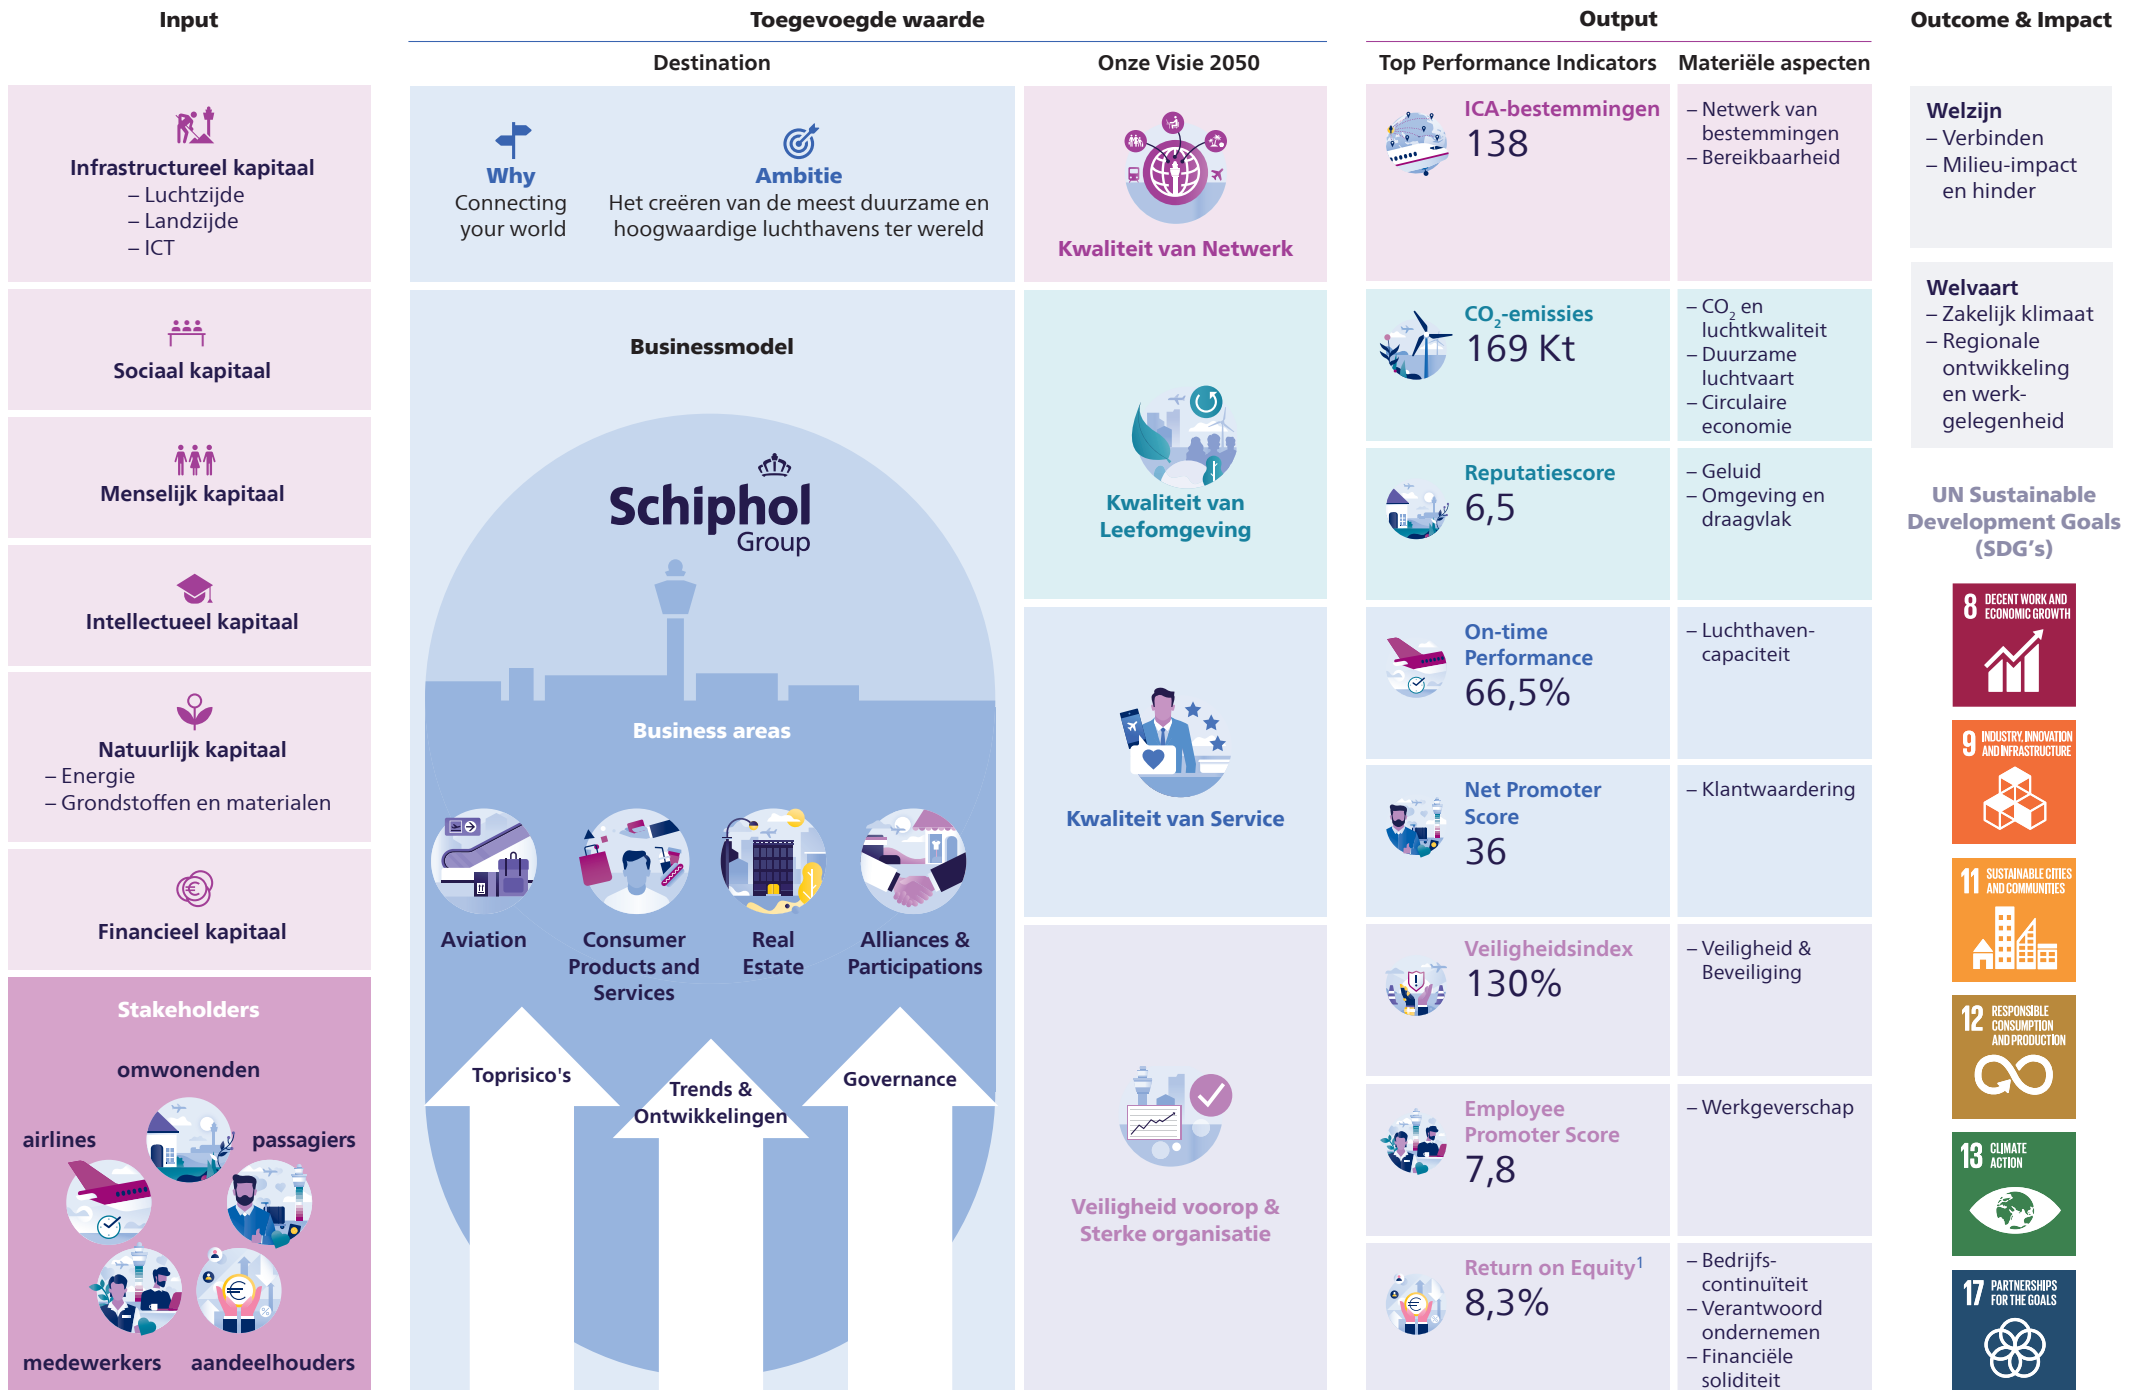 Input
Infrastructureel kapitaal
– Luchtzijde
– Landzijde
– ICT
Sociaal kapitaal
Menselijk kapitaal
Intellectueel kapitaal
Natuurlijk kapitaal
– Energie
– Grondstoffen en materialen
Financieel kapitaal
Stakeholders
omwonenden
airlines
passagiers
medewerkers
aandeelhouders
Toegevoegde waarde
Destination
Why
Connecting
your world
Ambitie
Het creëren van de meest duurzame en
hoogwaardige luchthavens ter wereld
Businessmodel
Schiphol
Group
Business areas
Aviation
Consumer
Products and
Services
Real
Estate
Alliances &
Participations
Toprisico's
Trends &
Ontwikkelingen
Governance
Onze Visie 2050
Kwaliteit van Netwerk
Kwaliteit van
Leefomgeving
Kwaliteit van Service
Veiligheid voorop &
Sterke organisatie
Output
Top Performance Indicators
Materiële aspecten
ICA-bestemmingen
138
– Netwerk van
bestemmingen
– Bereikbaarheid
CO₂-emissies
169 Kt
– CO₂ en
luchtkwaliteit
– Duurzame
luchtvaart
– Circulaire
economie
Reputatiescore
6,5
– Geluid
– Omgeving en
draagvlak
On-time
Performance
66,5%
– Luchthaven-
capaciteit
Net Promoter
Score
36
– Klantwaardering
Veiligheidsindex
130%
– Veiligheid &
Beveiliging
Employee
Promoter Score
7,8
– Werkgeverschap
Return on Equity¹
8,3%
– Bedrijfs-
continuïteit
– Verantwoord
ondernemen
– Financiële
soliditeit
Outcome & Impact
Welzijn
– Verbinden
– Milieu-impact
en hinder
Welvaart
– Zakelijk klimaat
– Regionale
ontwikkeling
en werk-
gelegenheid
UN Sustainable
Development Goals
(SDG's)
8 DECENT WORK AND
ECONOMIC GROWTH
9 INDUSTRY, INNOVATION
AND INFRASTRUCTURE
11 SUSTAINABLE CITIES
AND COMMUNITIES
12 RESPONSIBLE
CONSUMPTION
AND PRODUCTION
13 CLIMATE
ACTION
17 PARTNERSHIPS
FOR THE GOALS